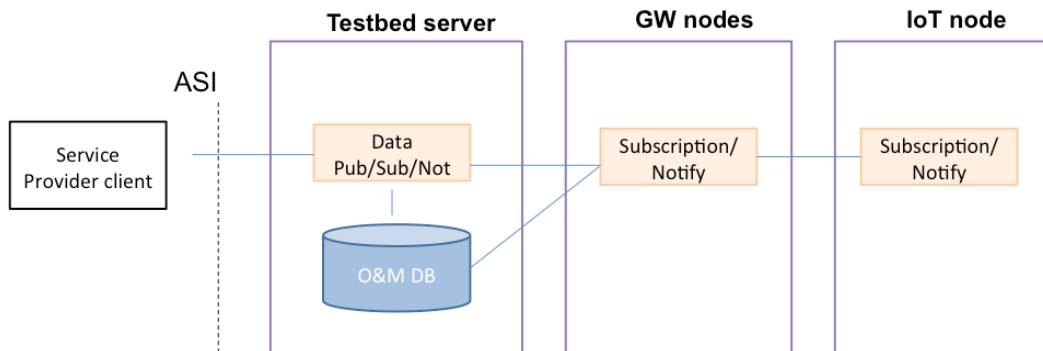 Testbed server
GW nodes
IoT node
ASI
Service
Provider client
Data
Pub/Sub/Not
Subscription/
Notify
Subscription/
Notify
O&M DB